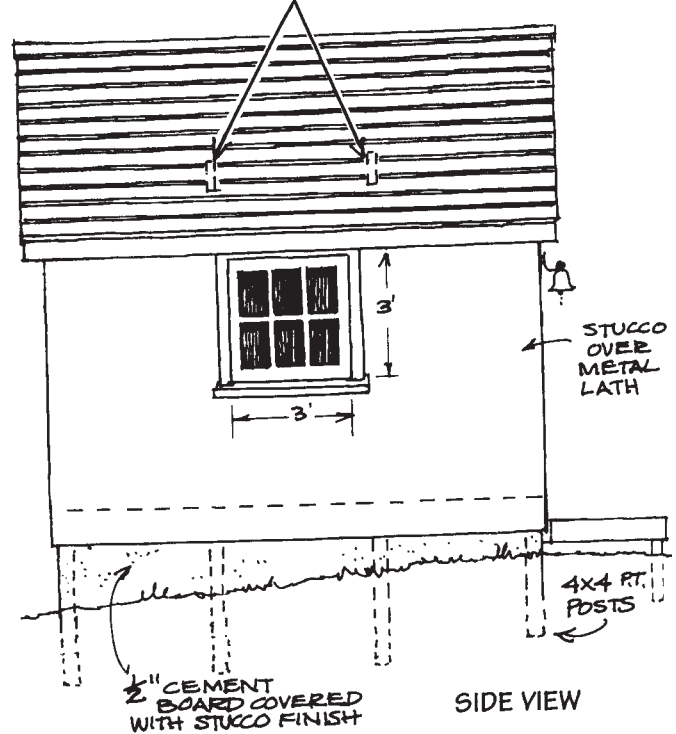 3'
3'
STUCCO
OVER
METAL
LATH
4X4 P.T.
POSTS
1/2" CEMENT
BOARD COVERED
WITH STUCCO FINISH
SIDE VIEW